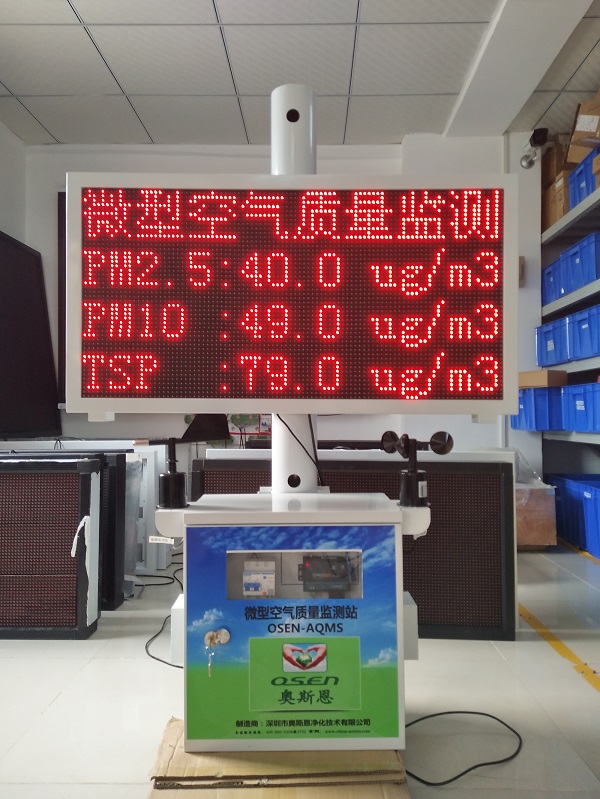 微型空气质量监测
PM2.5:40.0 ug/m3
PM10 :49.0 ug/m3
TSP :79.0 ug/m3
微型空气质量监测站
OSEN-AQMS
OSEN
奥斯恩
制造商：深圳市奥斯恩净化技术有限公司